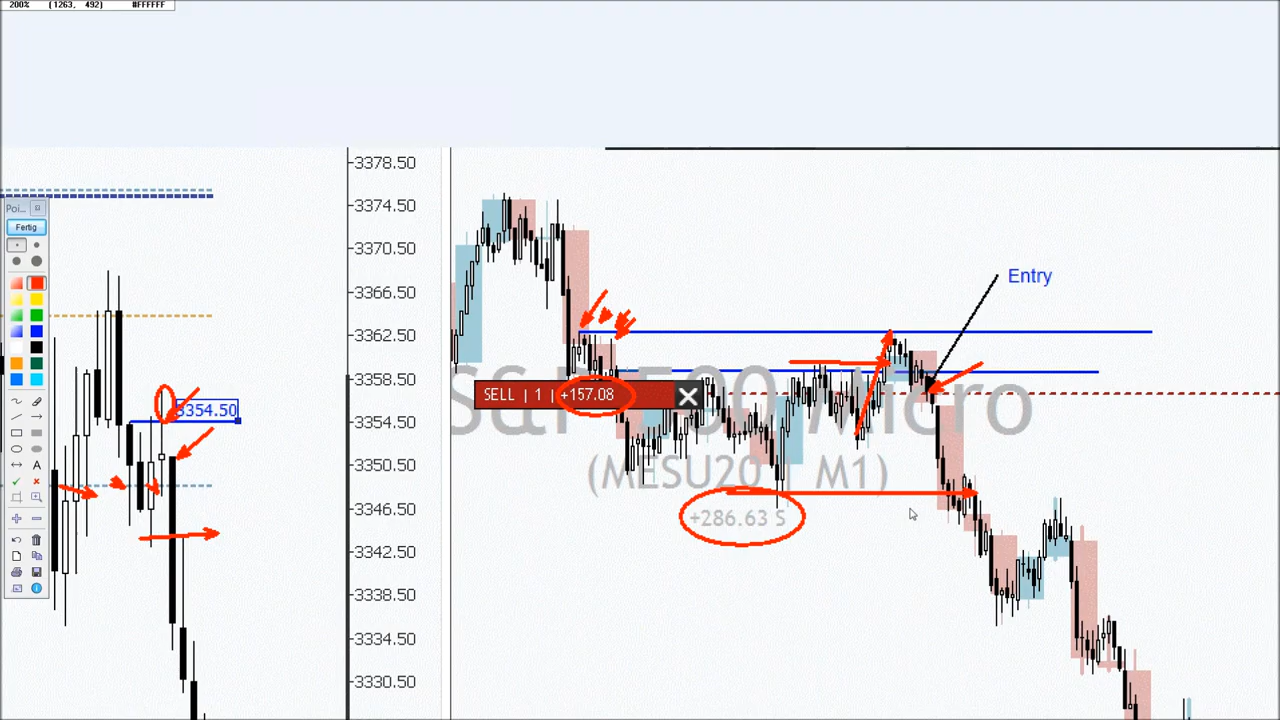 200% (1263, 492) #FFFFFF
Poi...
Fertig
A
3354.50
3378.50
3374.50
3370.50
3366.50
3362.50
3358.50
3354.50
3350.50
3346.50
3342.50
3338.50
3334.50
3330.50
Entry
SELL | 1 | +157.08
S&P 500 Micro
(MESU20 | M1)
+286.63 S